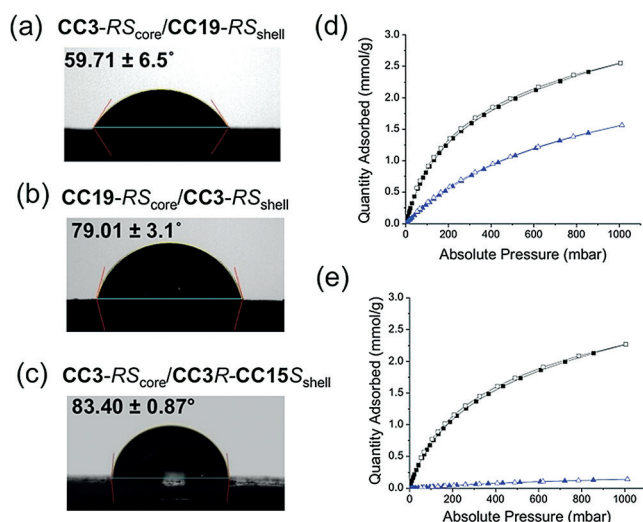 (a) CC3-RScore/CC19-RSshell
59.71 ± 6.5°
(b) CC19-RScore/CC3-RSshell
79.01 ± 3.1°
(c) CC3-RScore/CC3R-CC15Sshell
83.40 ± 0.87°
(d)
3.0
2.5
2.0
1.5
1.0
0.5
0.0
0 200 400 600 800 1000
Quantity Adsorbed (mmol/g)
Absolute Pressure (mbar)
(e)
3.0
2.5
2.0
1.5
1.0
0.5
0.0
0 200 400 600 800 1000
Quantity Adsorbed (mmol/g)
Absolute Pressure (mbar)